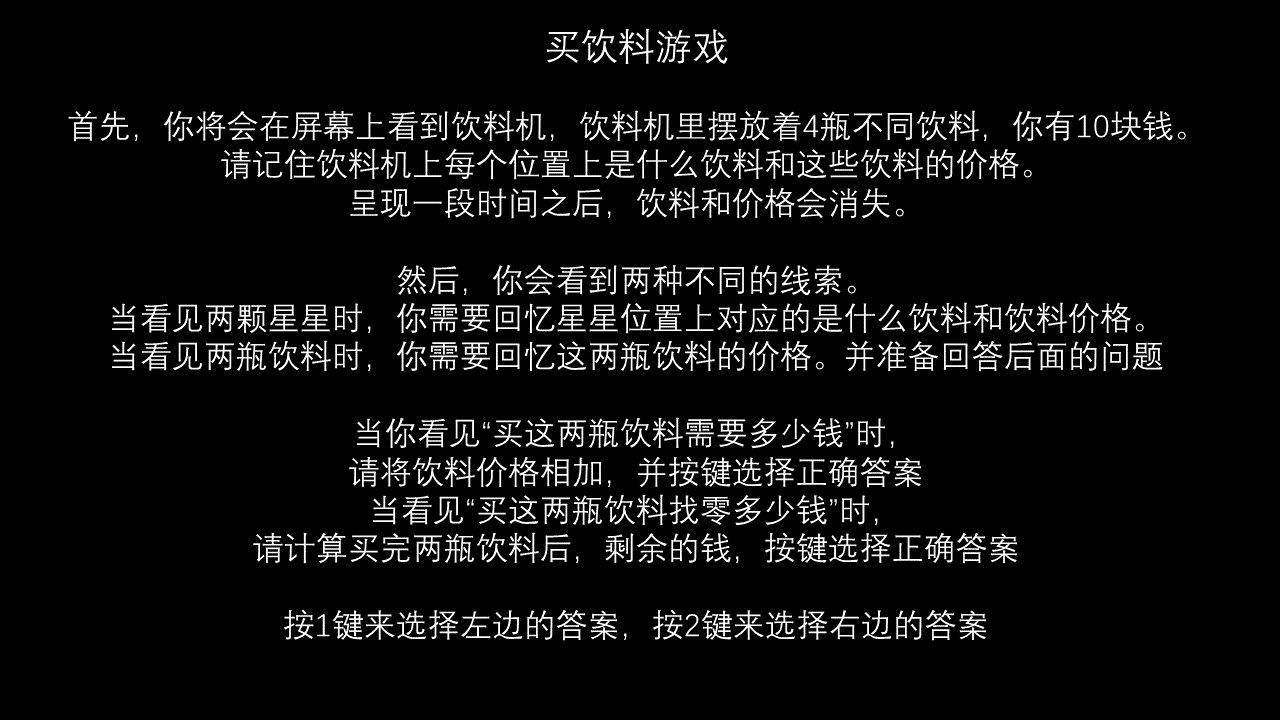 买饮料游戏
首先，你将会在屏幕上看到饮料机，饮料机里摆放着4瓶不同饮料，你有10块钱。
请记住饮料机上每个位置上是什么饮料和这些饮料的价格。
呈现一段时间之后，饮料和价格会消失。
然后，你会看到两种不同的线索。
当看见两颗星星时，你需要回忆星星位置上对应的是什么饮料和饮料价格。
当看见两瓶饮料时，你需要回忆这两瓶饮料的价格。并准备回答后面的问题
当你看见“买这两瓶饮料需要多少钱”时，
请将饮料价格相加，并按键选择正确答案
当看见“买这两瓶饮料找零多少钱”时，
请计算买完两瓶饮料后，剩余的钱，按键选择正确答案
按1键来选择左边的答案，按2键来选择右边的答案